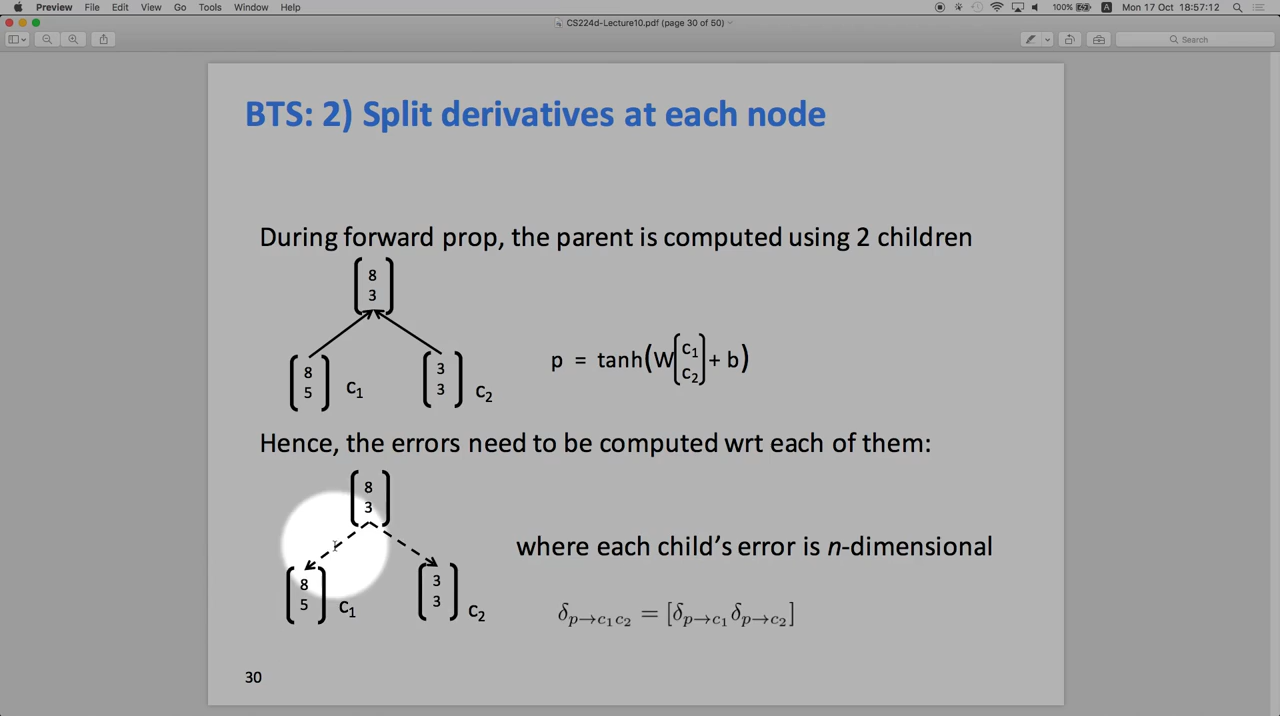 Preview File Edit View Go Tools Window Help 100% A Mon 17 Oct 18:57:12
CS224d-Lecture10.pdf (page 30 of 50)
Search
BTS: 2) Split derivatives at each node
During forward prop, the parent is computed using 2 children
8
3
8
5
c₁
3
3
c₂
p = tanh(W[c₁ c₂] + b)
Hence, the errors need to be computed wrt each of them:
8
3
where each child's error is n-dimensional
8
5
c₁
3
3
c₂
δp→c₁c₂ = [δp→c₁δp→c₂]
30